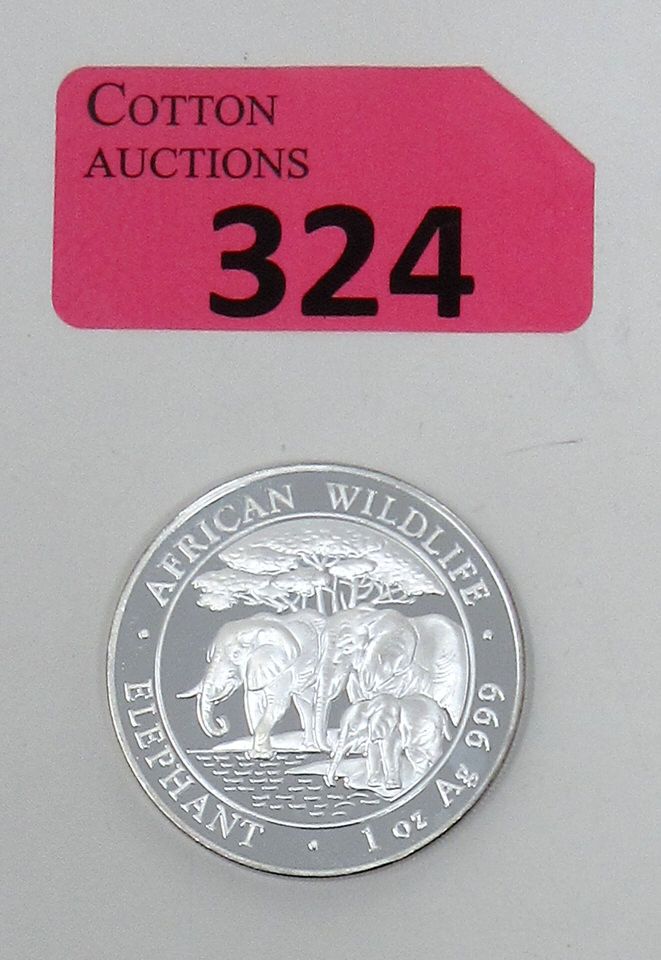 COTTON
AUCTIONS
324
AFRICAN WILDLIFE
ELEPHANT · 1 oz Ag 999